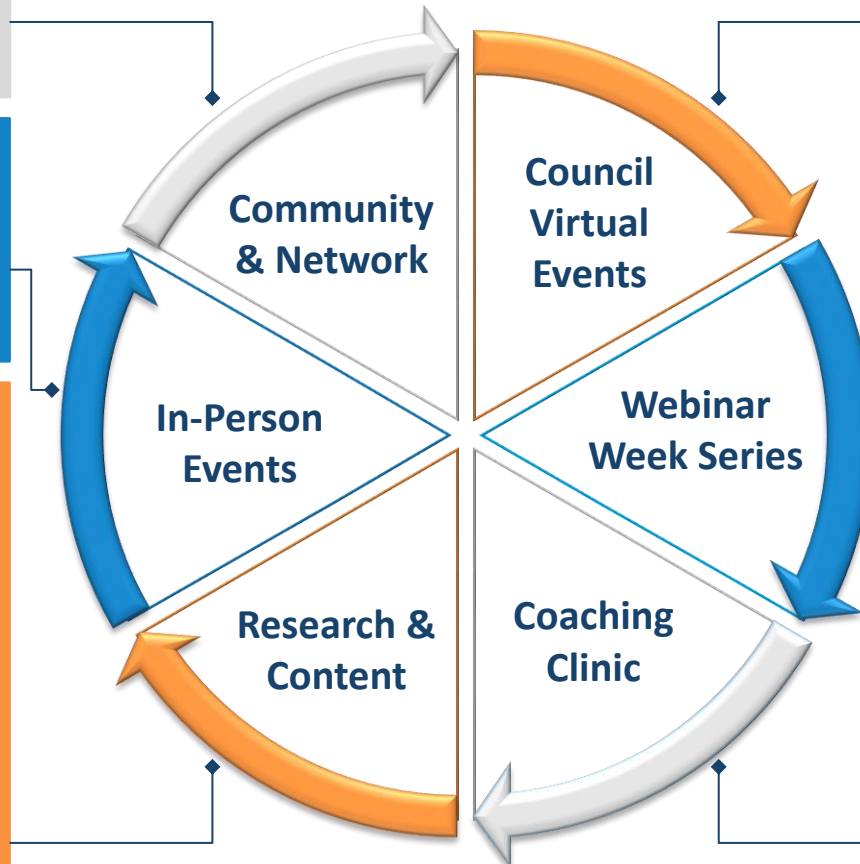 Council
Virtual
Events
Webinar
Week Series
Coaching
Clinic
Research &
Content
In-Person
Events
Community
& Network